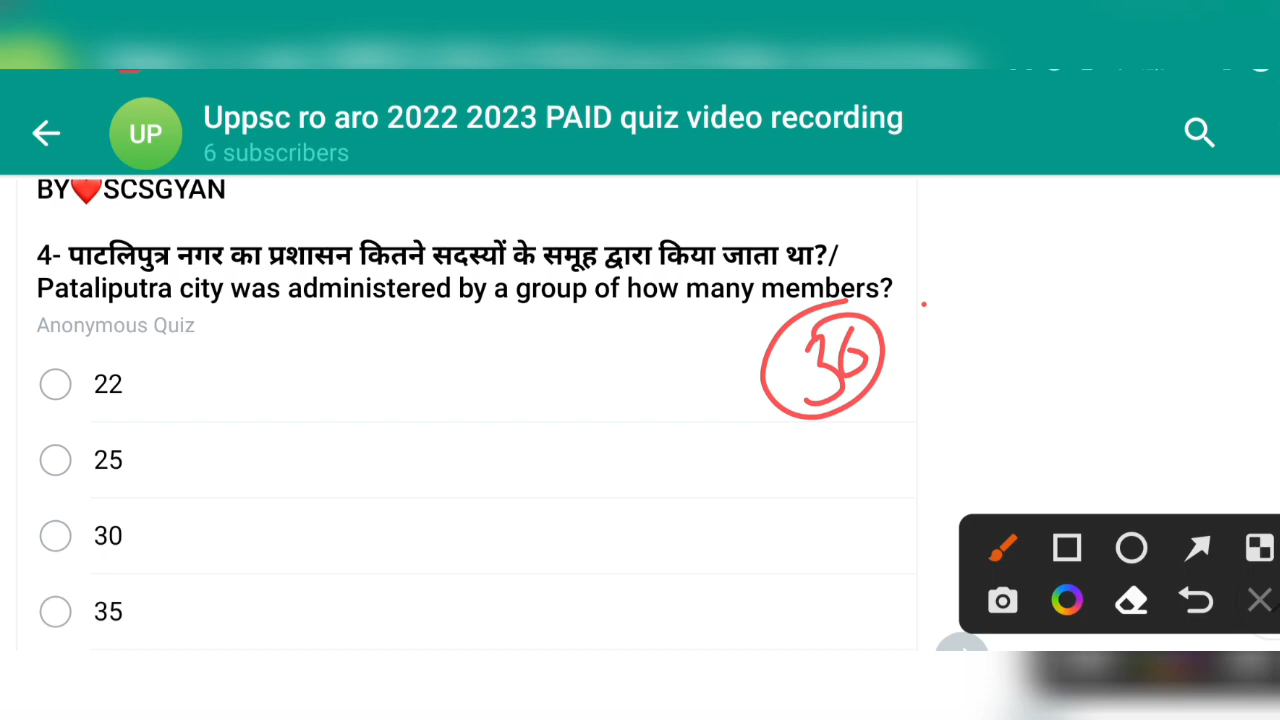 UP
Uppsc ro aro 2022 2023 PAID quiz video recording
6 subscribers
BY❤️SCSGYAN
4- पाटलिपुत्र नगर का प्रशासन कितने सदस्यों के समूह द्वारा किया जाता था?/
Pataliputra city was administered by a group of how many members?
Anonymous Quiz
36
22
25
30
35